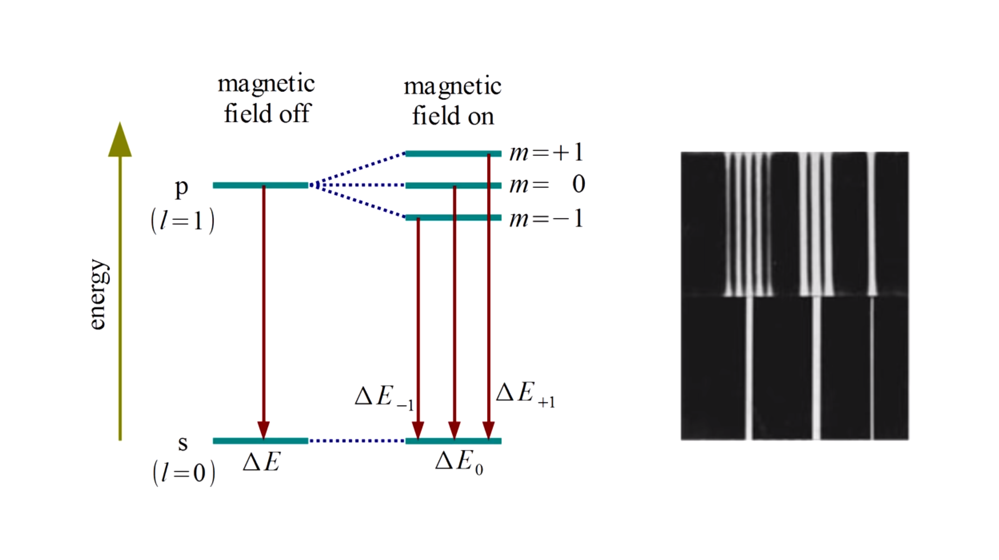 magnetic
field off
magnetic
field on
energy
p
(l=1)
m=+1
m= 0
m=−1
ΔE₋₁
ΔE₊₁
s
(l=0)
ΔE
ΔE₀